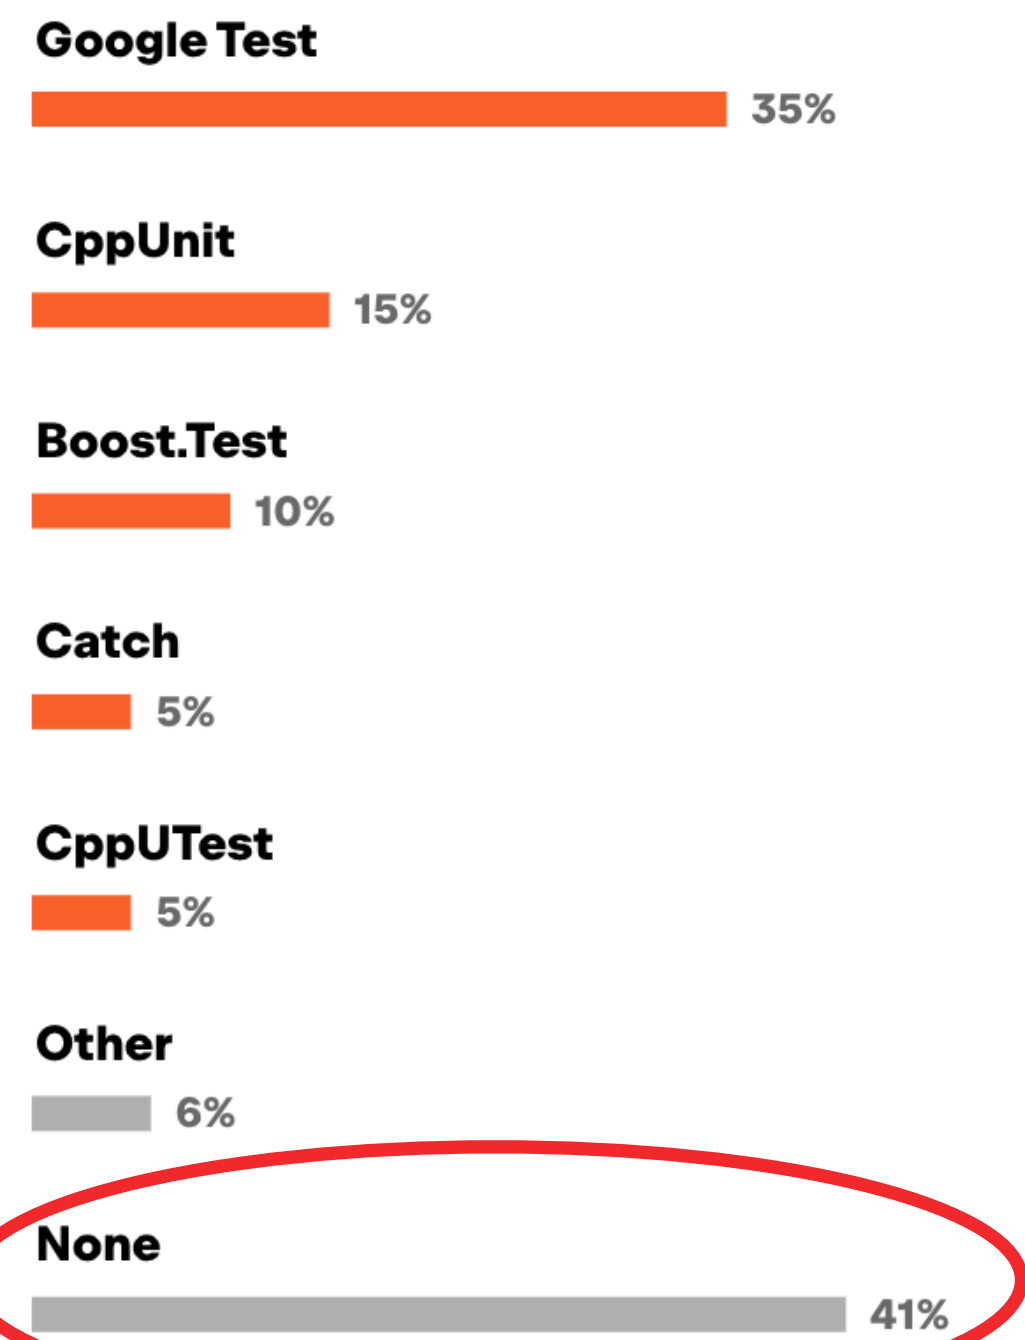 Google Test
35%
CppUnit
15%
Boost.Test
10%
Catch
5%
CppUTest
5%
Other
6%
None
41%